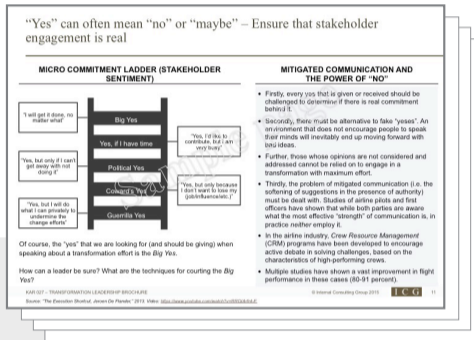 “Yes” can often mean “no” or “maybe” – Ensure that stakeholder
engagement is real
MICRO COMMITMENT LADDER (STAKEHOLDER
SENTIMENT)
"I will get it done, no
matter what"
Big Yes
Yes, if I have time
"Yes, I'd like to
contribute, but I am
very busy"
"Yes, but only if I can't
get away with not
doing it"
Political Yes
Coward's Yes
"Yes, but only because
I don't want to lose my
(job/influence/etc.)"
"Yes, but I will do
what I can privately to
undermine the
change efforts"
Guerrilla Yes
Of course, the "yes" that we are looking for (and should be giving) when
speaking about a transformation effort is the Big Yes.
How can a leader be sure? What are the techniques for courting the Big
Yes?
MITIGATED COMMUNICATION AND
THE POWER OF “NO”
• Firstly, every yes that is given or received should be
challenged to determine if there is real commitment
behind it.
• Secondly, there must be alternative to fake "yeses". An
environment that does not encourage people to speak
their minds will inevitably end up moving forward with
bad ideas.
• Further, those whose opinions are not considered and
addressed cannot be relied on to engage in a
transformation with maximum effort.
• Thirdly, the problem of mitigated communication (i.e. the
softening of suggestions in the presence of authority)
must be dealt with. Studies of airline pilots and first
officers have shown that while both parties are aware
what the most effective "strength" of communication is, in
practice neither employ it.
• In the airline industry, Crew Resource Management
(CRM) programs have been developed to encourage
active debate in solving challenges, based on the
characteristics of high-performing crews.
• Multiple studies have shown a vast improvement in flight
performance in these cases (80-91 percent).
KAR 027 – TRANSFORMATION LEADERSHIP BROCHURE
© Internal Consulting Group 2015
ICG
11
Source: "The Execution Shortcut, Jeroen De Flander" 2013. Video: